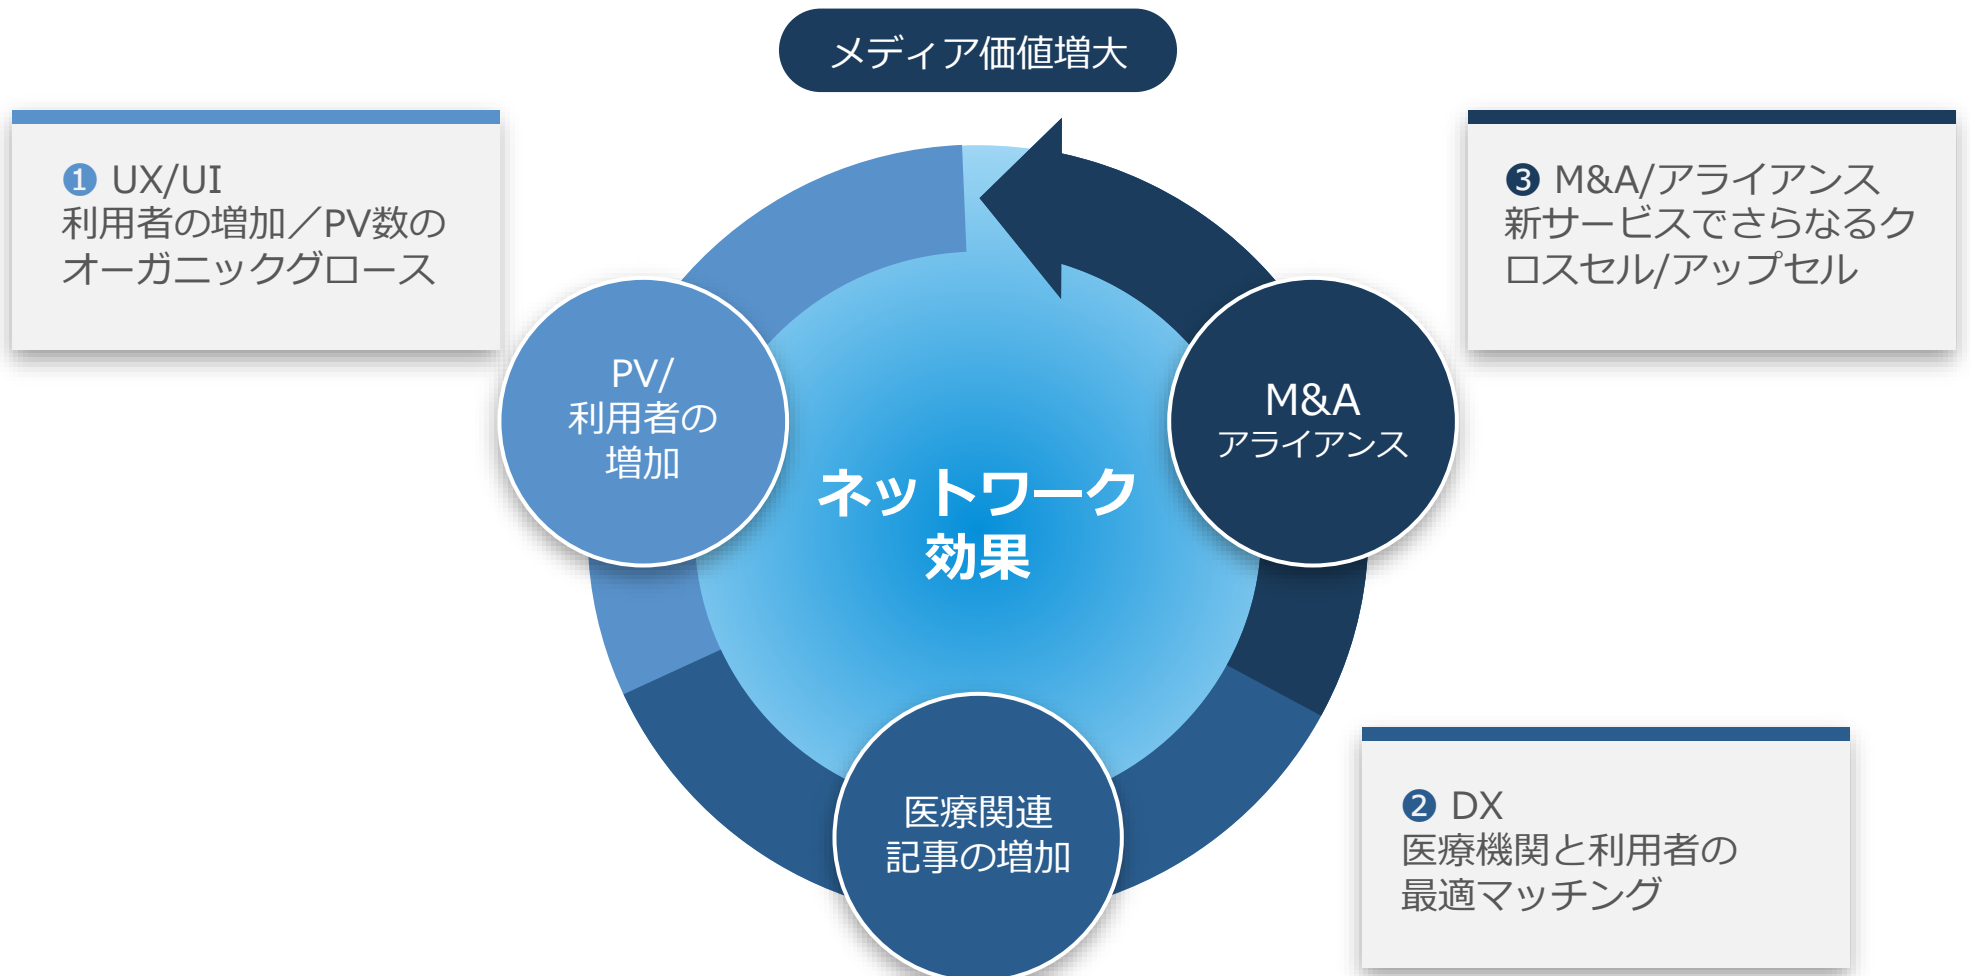 メディア価値増大
❶ UX/UI
利用者の増加／PV数の
オーガニックグロース
❸ M&A/アライアンス
新サービスでさらなるク
ロスセル/アップセル
PV/
利用者の
増加
M&A
アライアンス
ネットワーク
効果
医療関連
記事の増加
❷ DX
医療機関と利用者の
最適マッチング